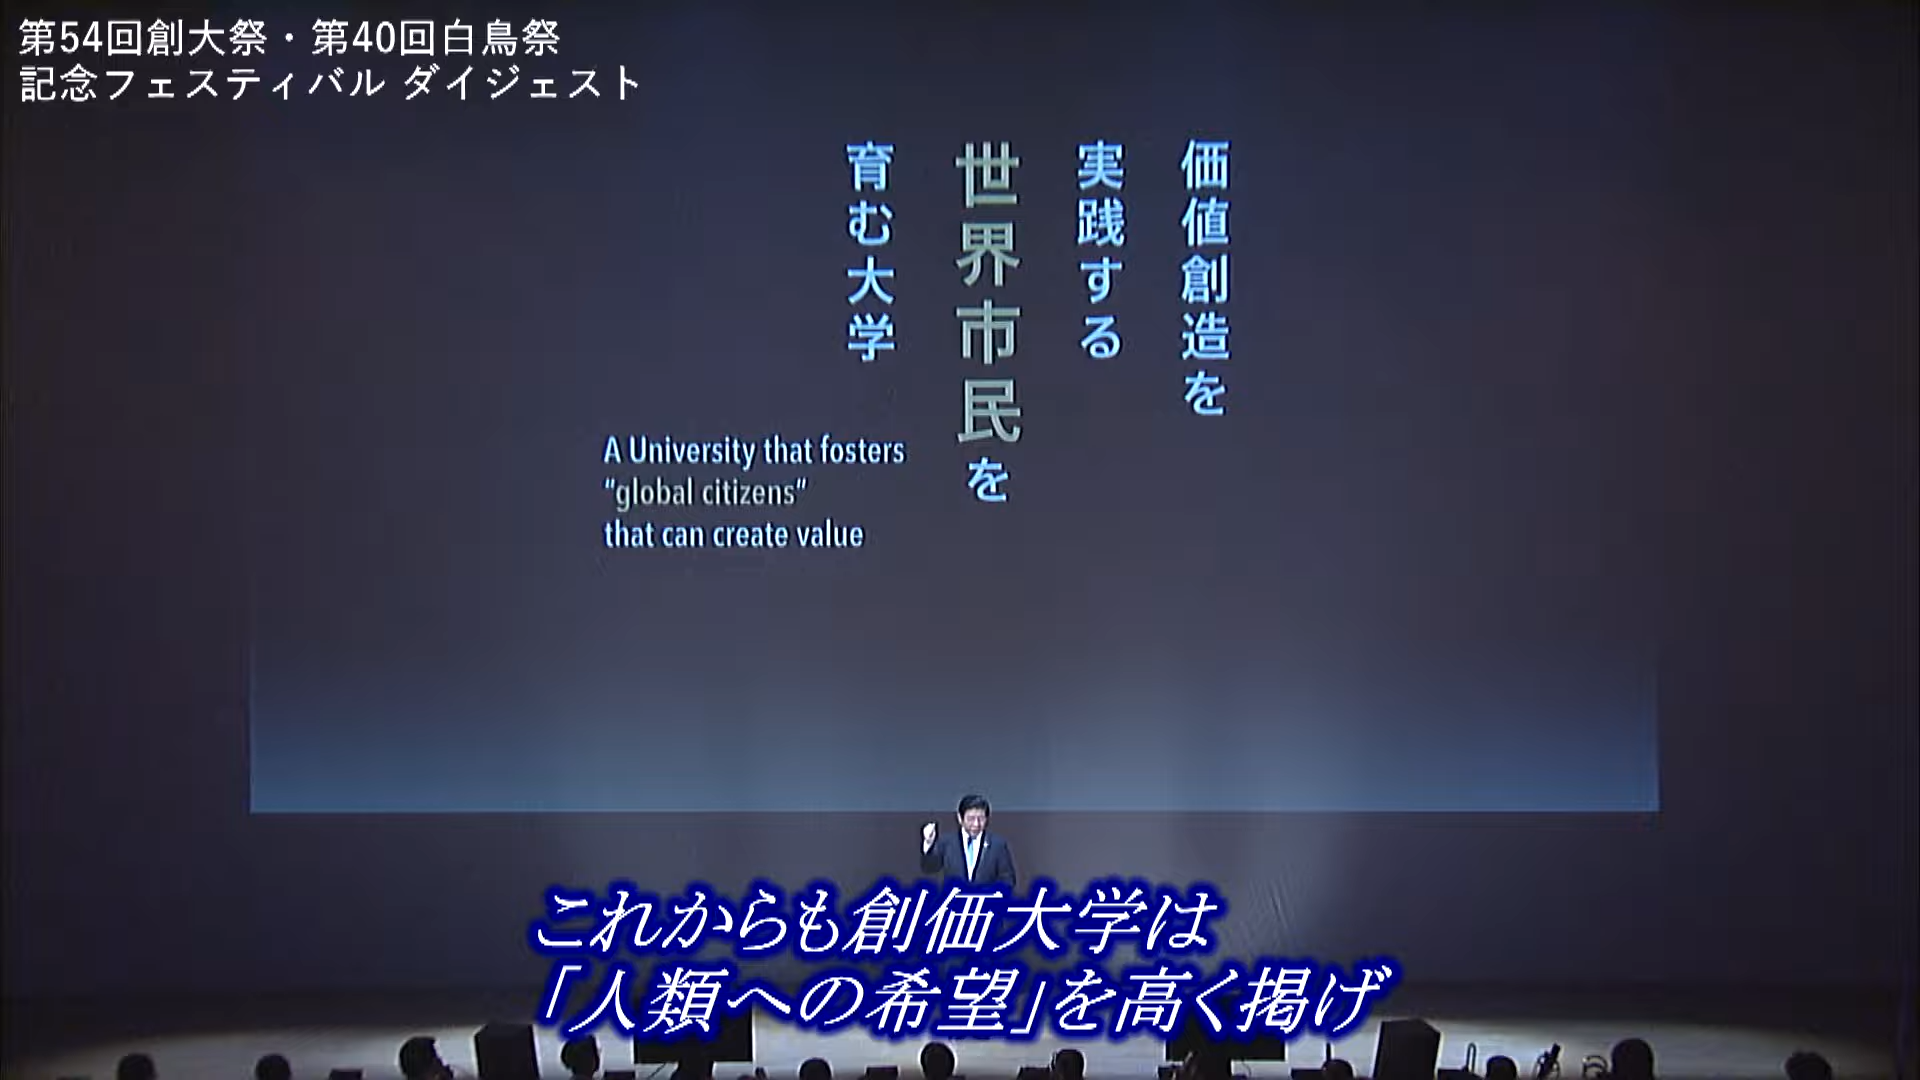 第54回創大祭・第40回白鳥祭
記念フェスティバル ダイジェスト
価値創造を
実践する
世界市民を
育む大学
A University that fosters
“global citizens”
that can create value
これからも創価大学は
｢人類への希望｣を高く掲げ